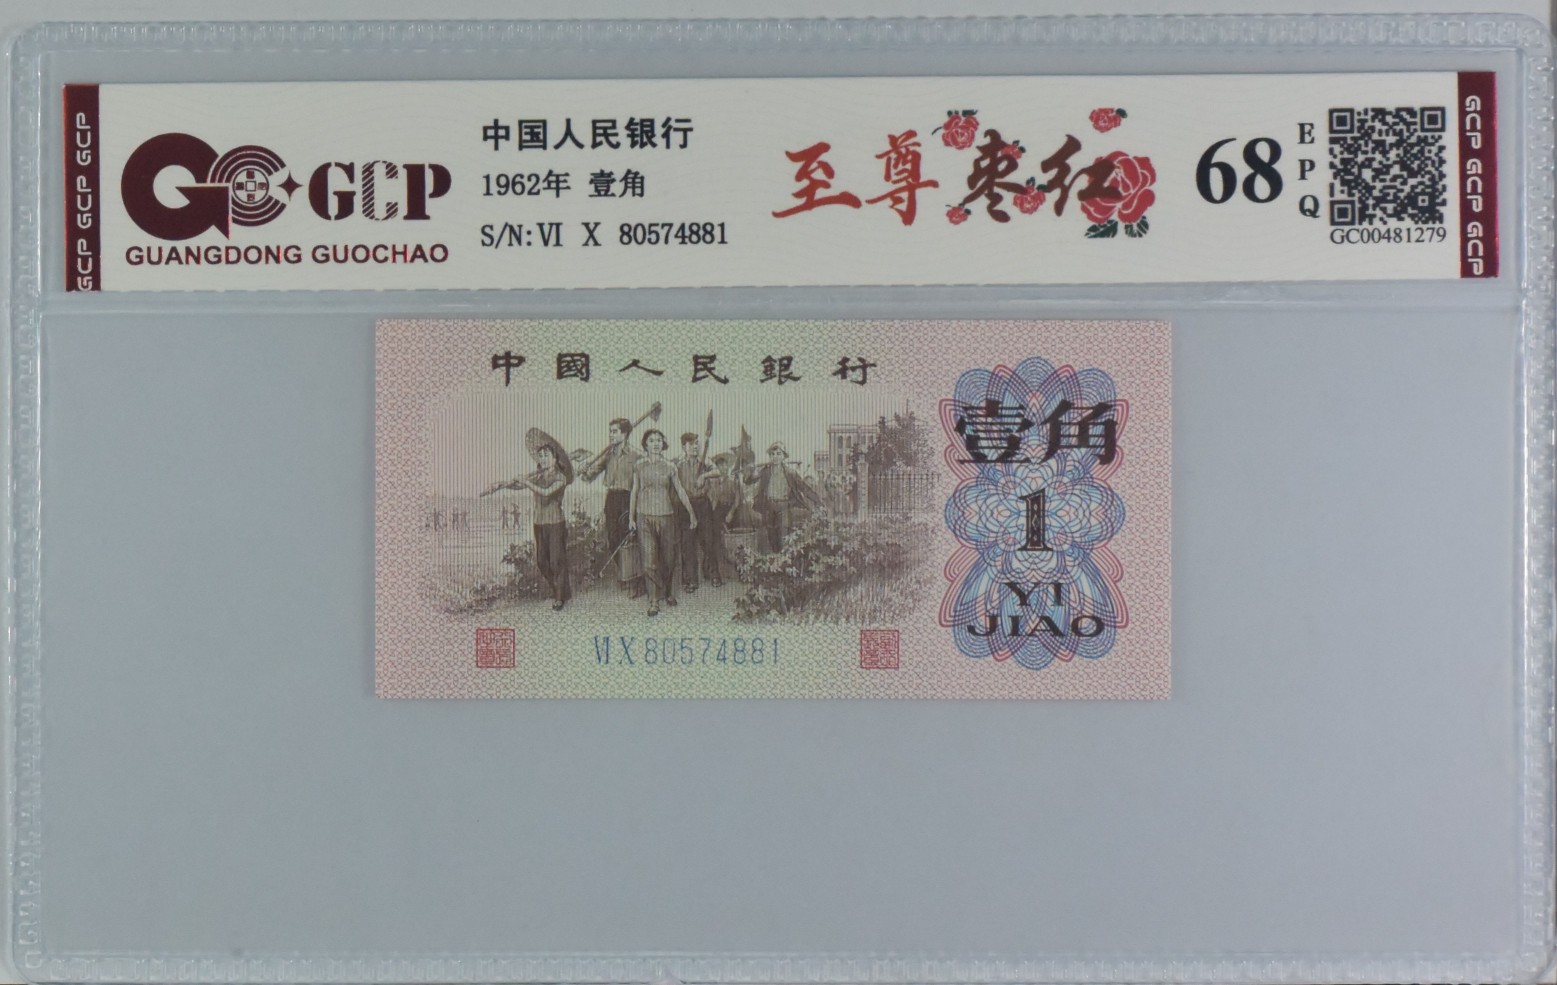 GCP GCP GCP
GCP
GUANGDONG GUOCHAO
中国人民银行
1962年 壹角
S/N:Ⅵ X 80574881
至尊枣红
68
EPQ
GC00481279
GCP GCP GCP
中國人民銀行
壹角
1
YI
JIAO
Ⅵ X 80574881